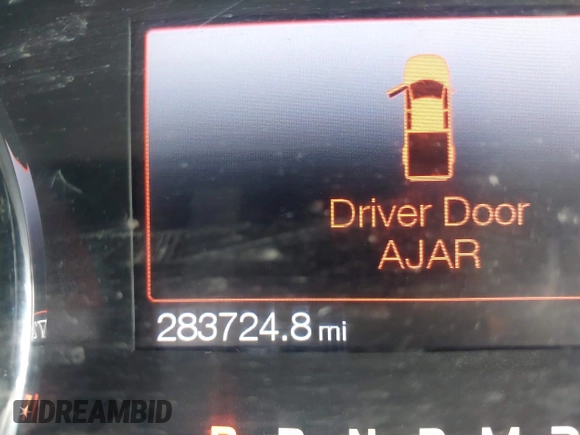 Driver Door
AJAR
283724.8 mi
DREAMBID
P R N D M